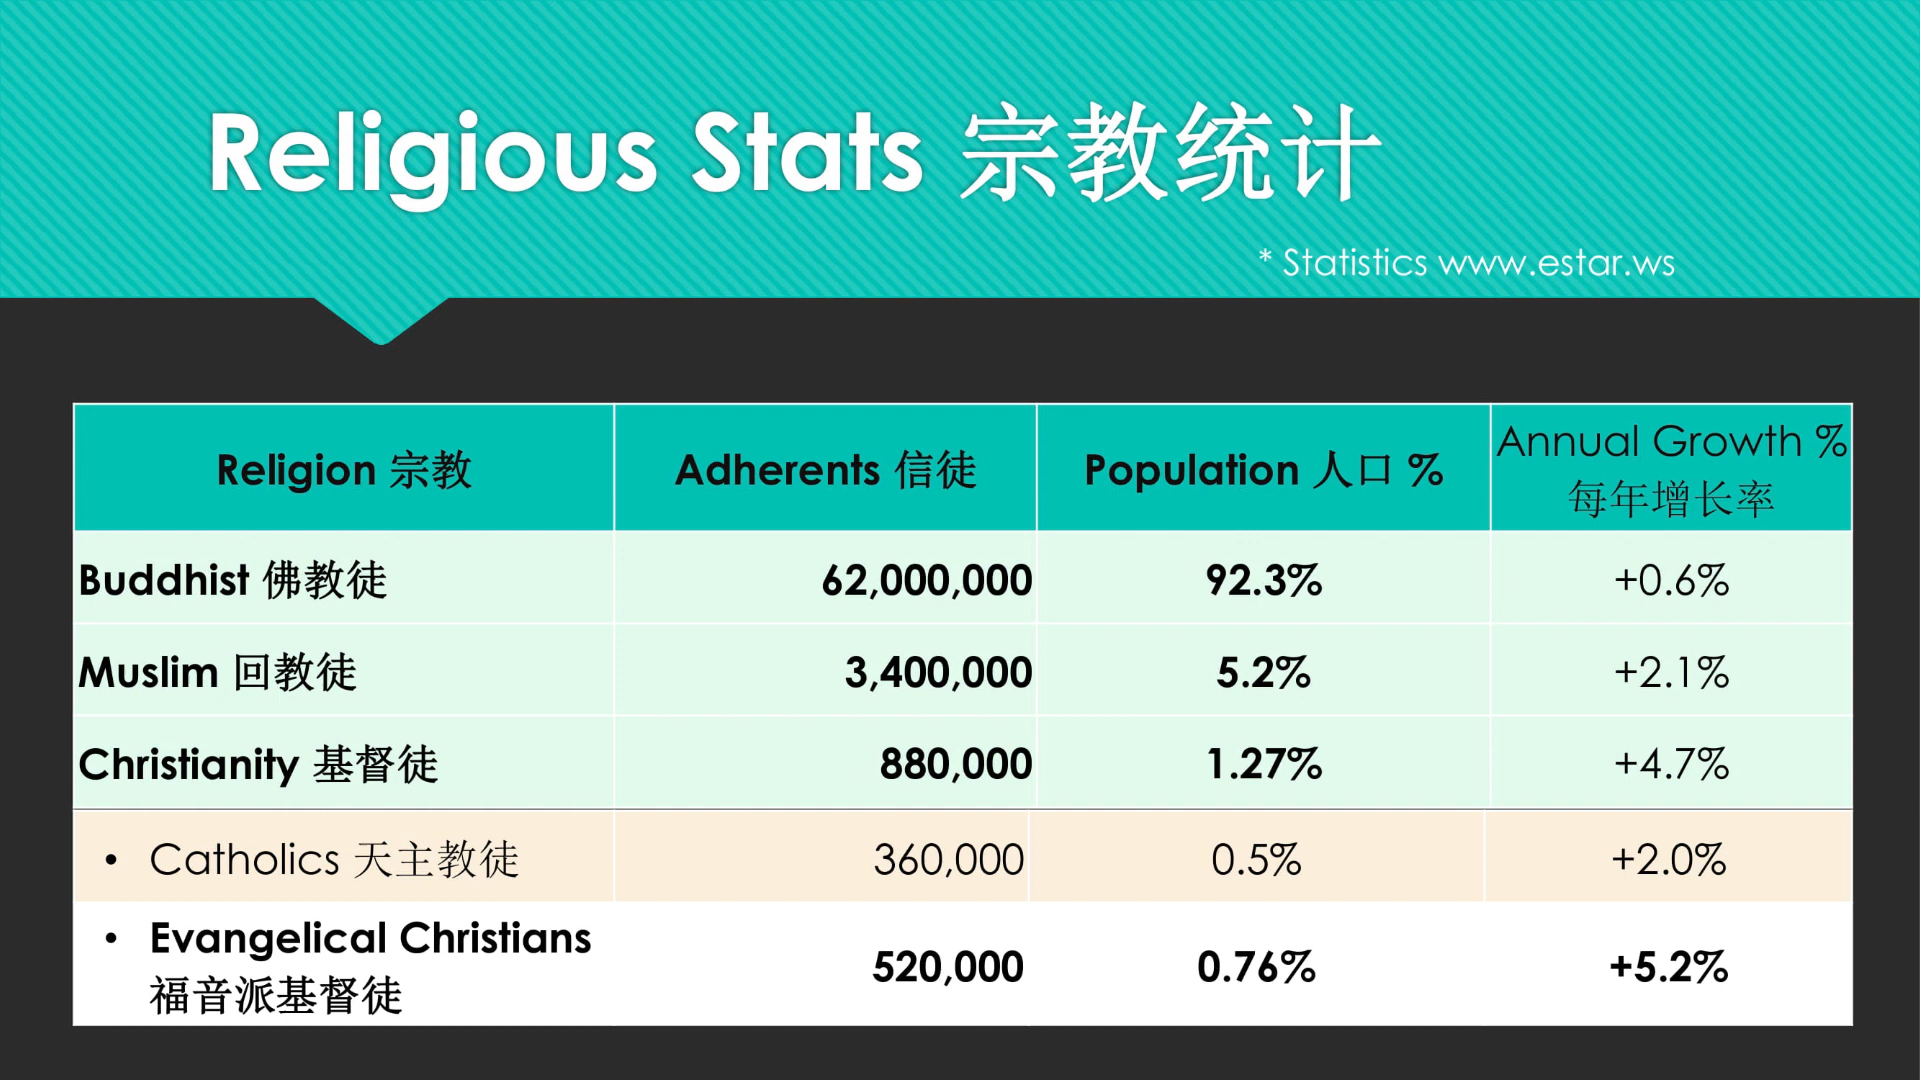 Religious Stats 宗教统计
* Statistics www.estar.ws
Religion 宗教 Adherents 信徒 Population 人口 % Annual Growth % 每年增长率
Buddhist 佛教徒 62,000,000 92.3% +0.6%
Muslim 回教徒 3,400,000 5.2% +2.1%
Christianity 基督徒 880,000 1.27% +4.7%
• Catholics 天主教徒 360,000 0.5% +2.0%
• Evangelical Christians
福音派基督徒 520,000 0.76% +5.2%